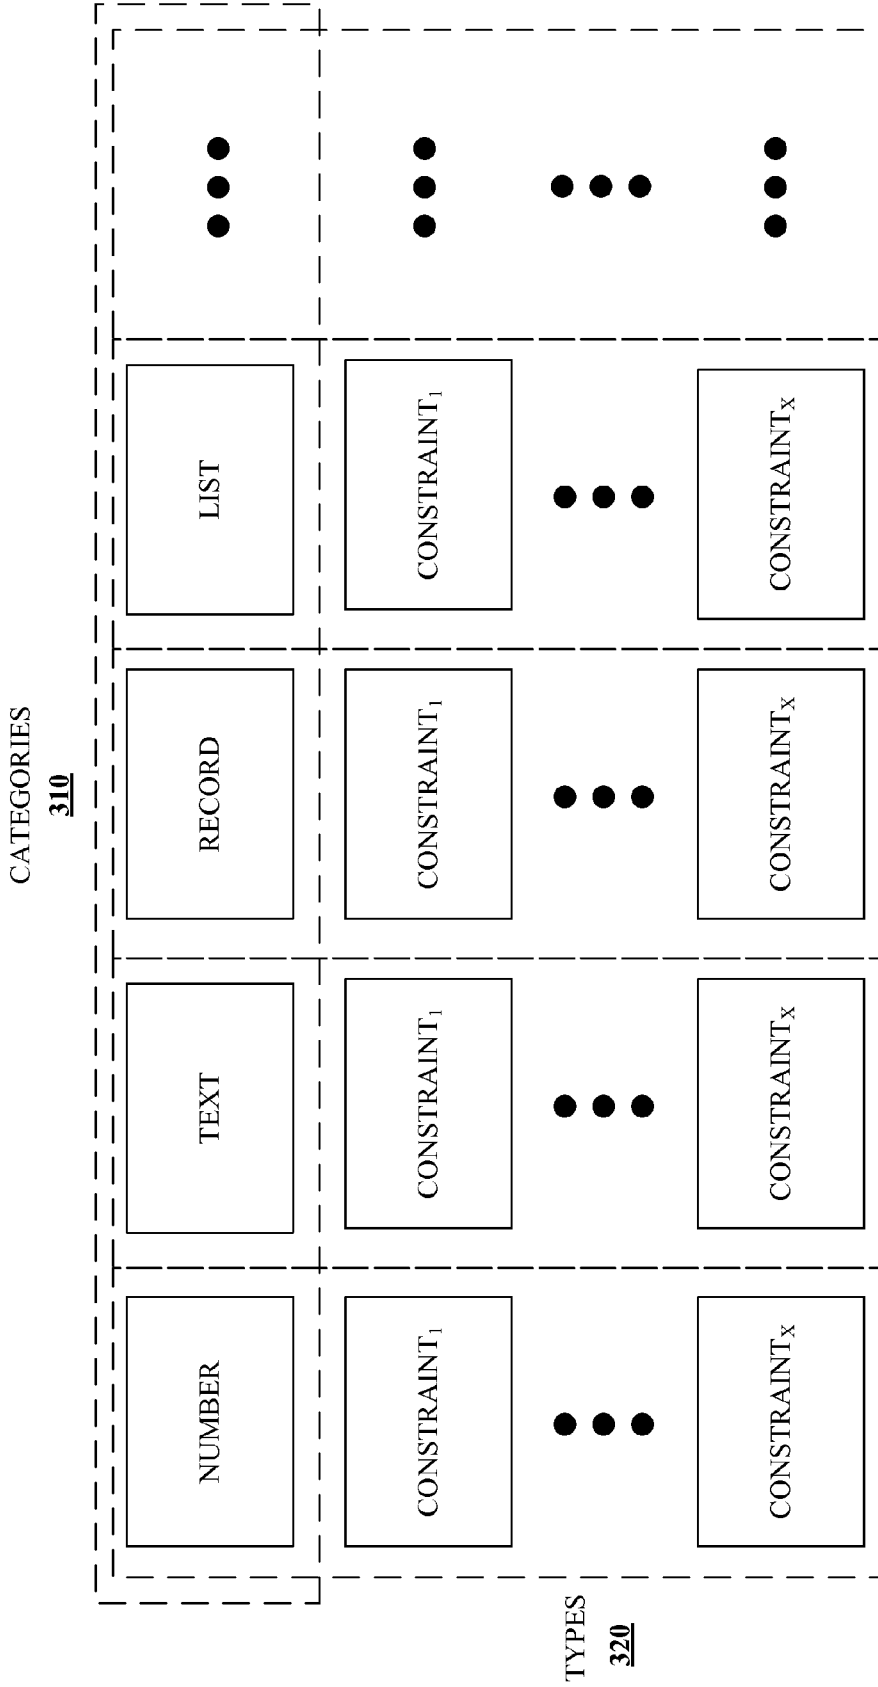 CATEGORIES
310
NUMBER
TEXT
RECORD
LIST
TYPES
320
CONSTRAINT₁
CONSTRAINT₁
CONSTRAINT₁
CONSTRAINT₁
CONSTRAINTₓ
CONSTRAINTₓ
CONSTRAINTₓ
CONSTRAINTₓ